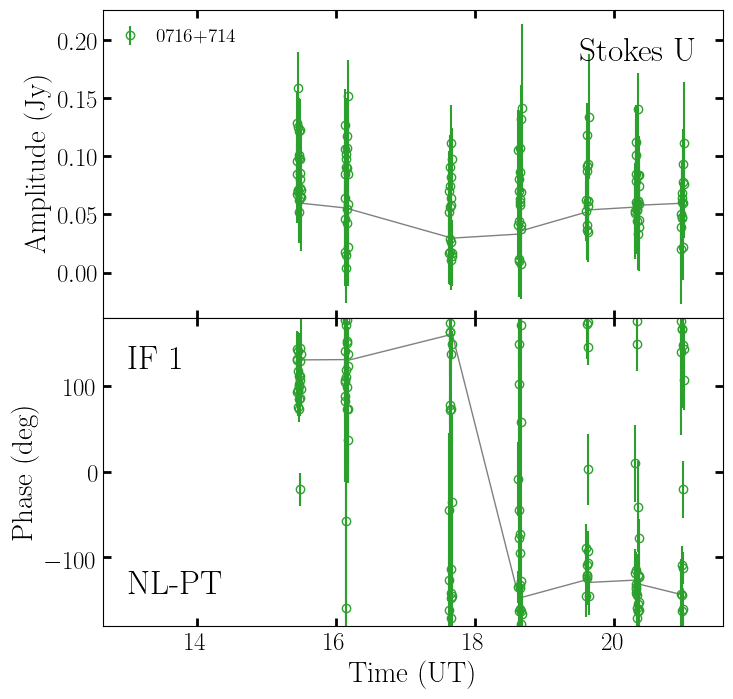 0716+714
Stokes U
0.20
0.15
0.10
0.05
0.00
Amplitude (Jy)
IF 1
100
0
−100
Phase (deg)
NL-PT
14 16 18 20
Time (UT)